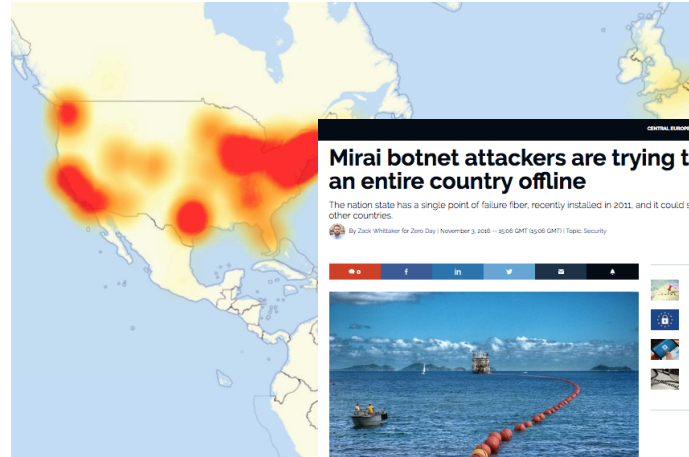 CENTRAL EUROPE
Mirai botnet attackers are trying t
an entire country offline
The nation state has a single point of failure fiber, recently installed in 2011, and it could s
other countries.
By Zack Whittaker for Zero Day | November 3, 2016 -- 15:06 GMT (15:06 GMT) | Topic: Security
0
f
in